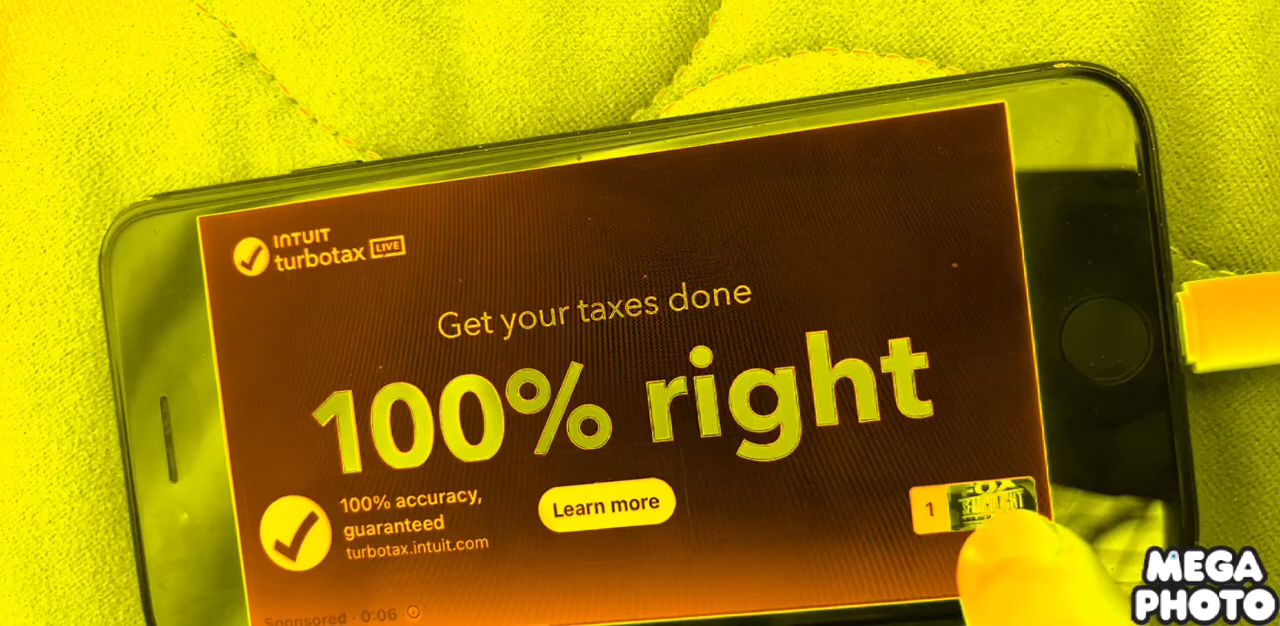 INTUIT
turbotax LIVE
Get your taxes done
100% right
100% accuracy,
guaranteed
turbotax.intuit.com
Learn more
1
SEARCHLIGHT
Sponsored · 0:06
MEGA
PHOTO